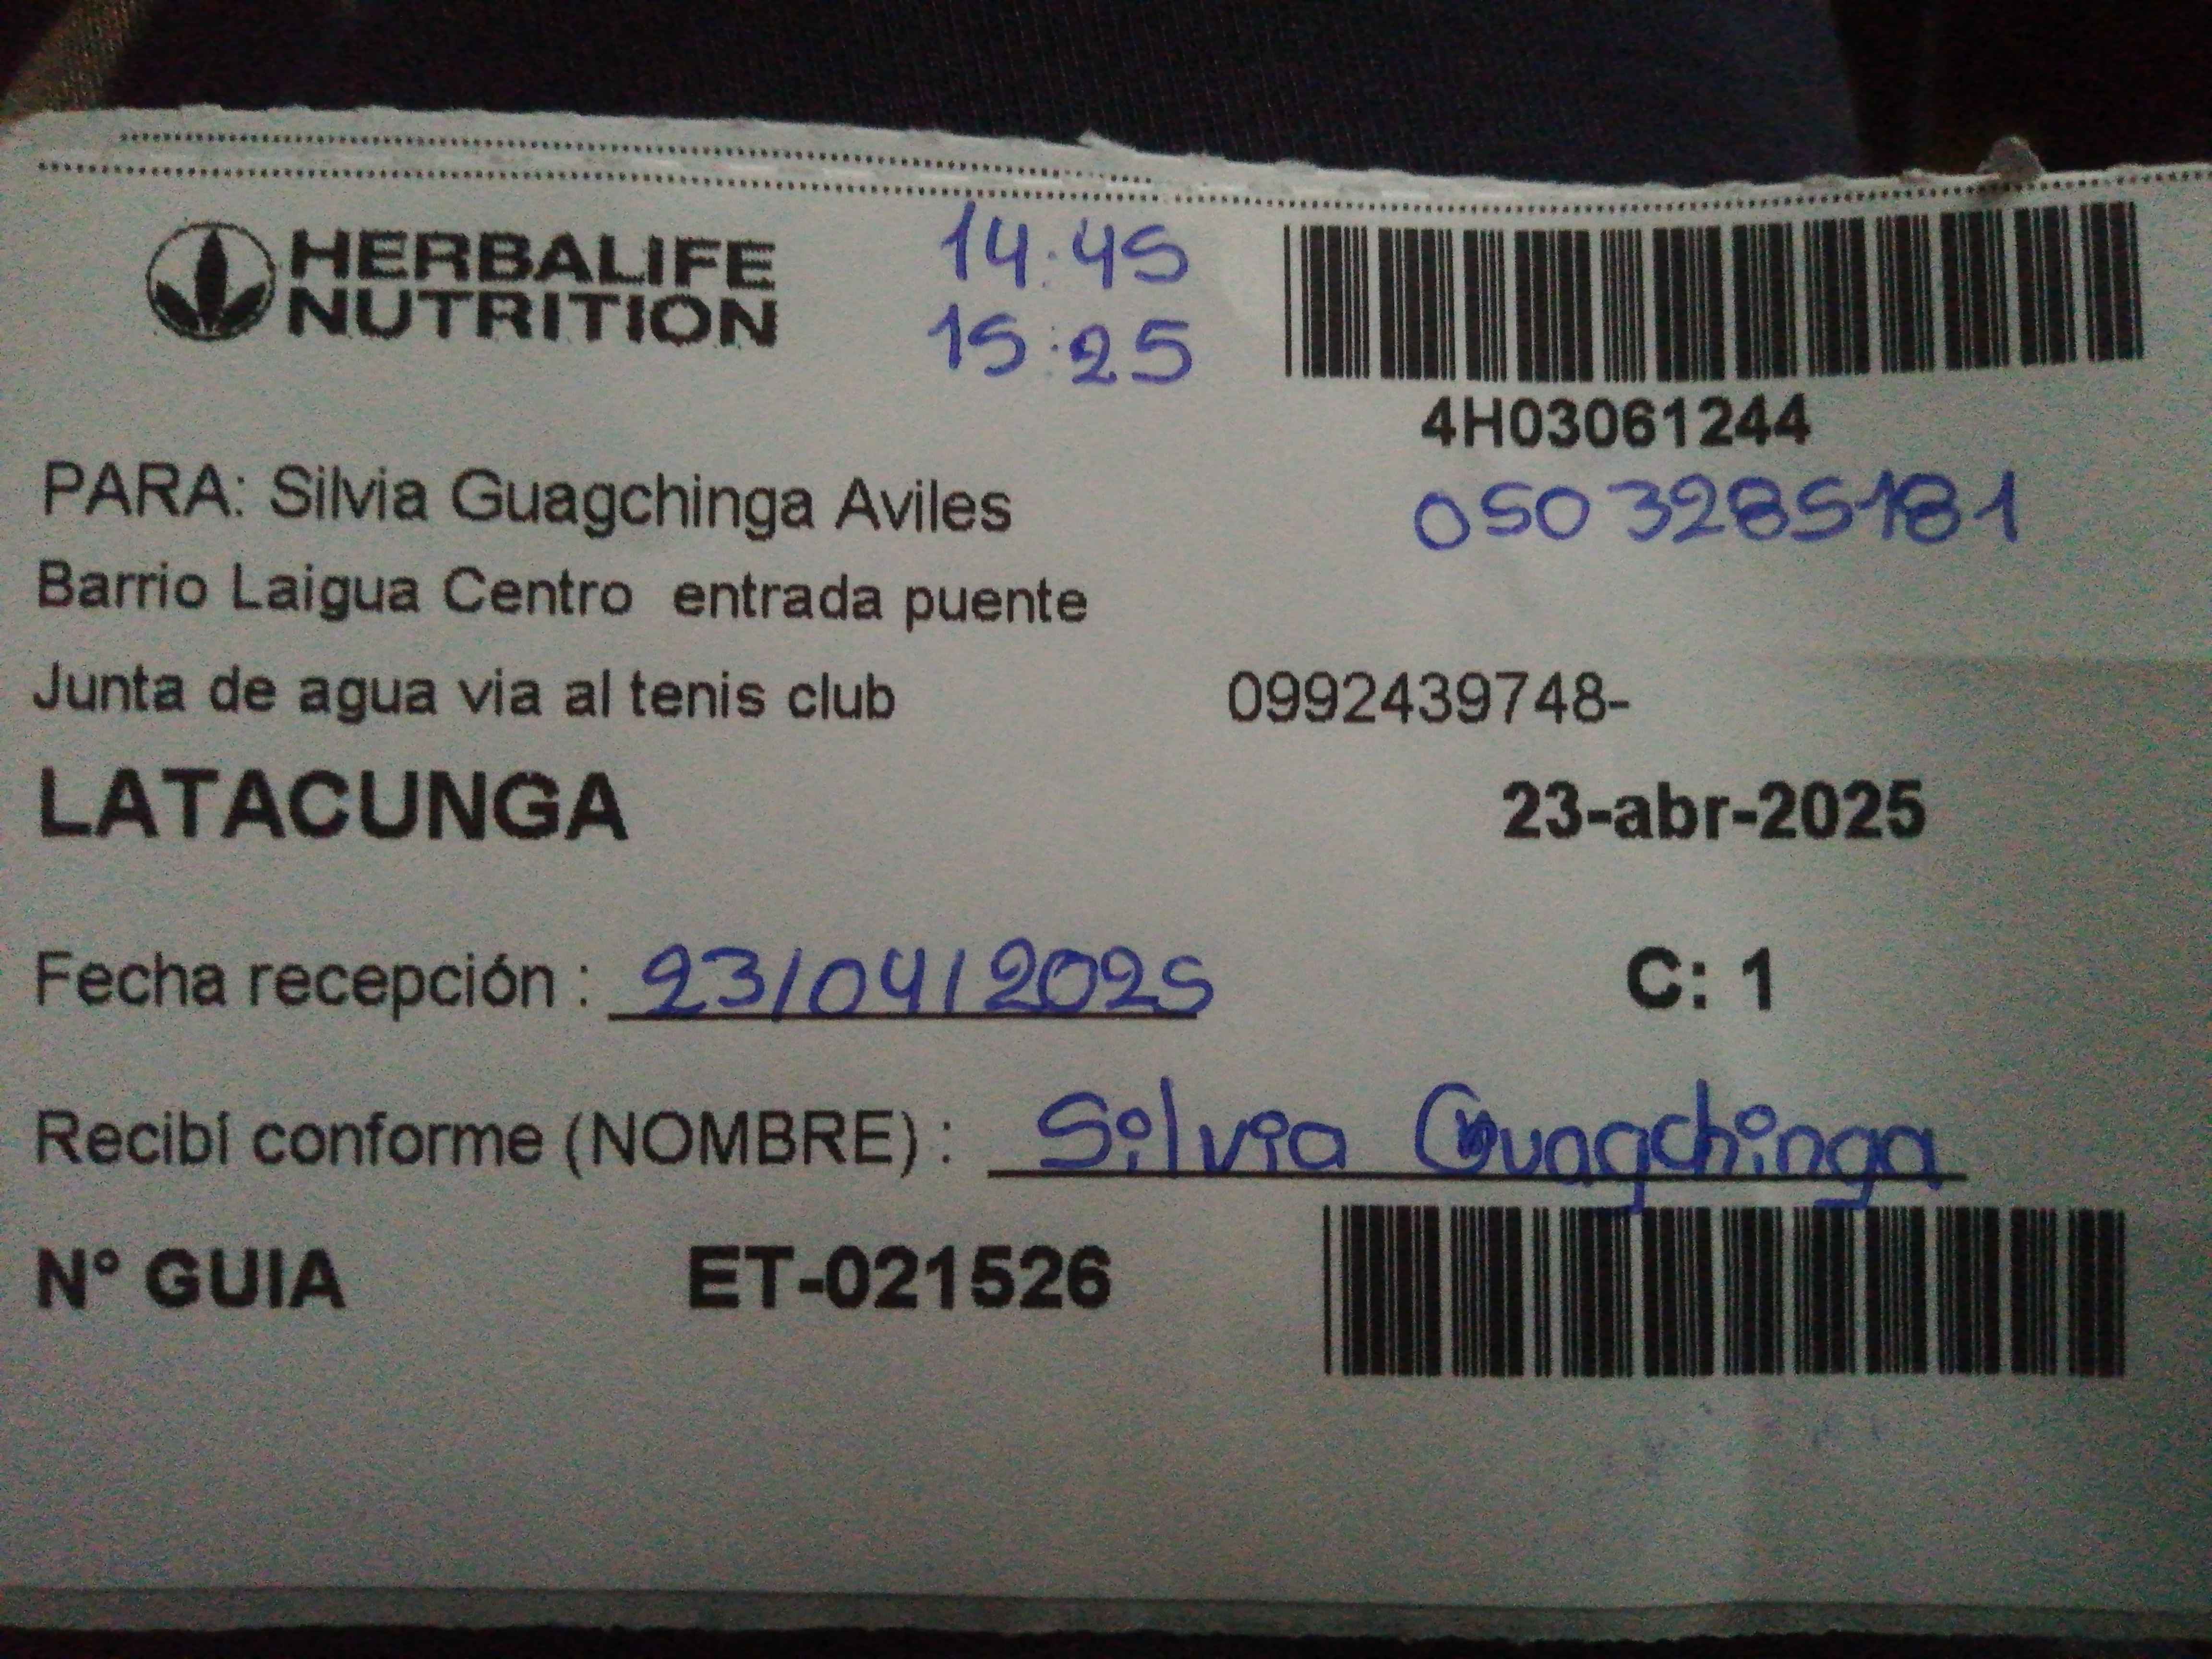 HERBALIFE
NUTRITION
14:45
15:25
4H03061244
PARA: Silvia Guagchinga Aviles
0503285181
Barrio Laigua Centro entrada puente
Junta de agua via al tenis club 0992439748-
LATACUNGA 23-abr-2025
Fecha recepción : 23/04/2025 C: 1
Recibí conforme (NOMBRE) : Silvia Guagchinga
N° GUIA ET-021526